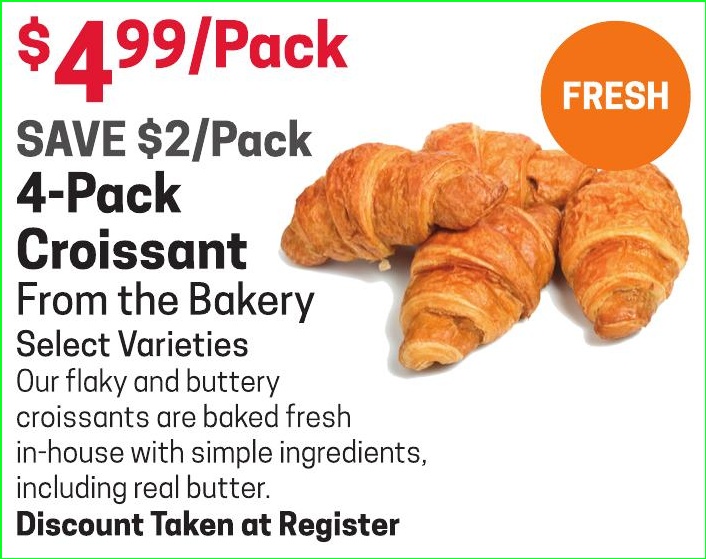 $4.99/Pack
FRESH
SAVE $2/Pack
4-Pack
Croissant
From the Bakery
Select Varieties
Our flaky and buttery
croissants are baked fresh
in-house with simple ingredients,
including real butter.
Discount Taken at Register